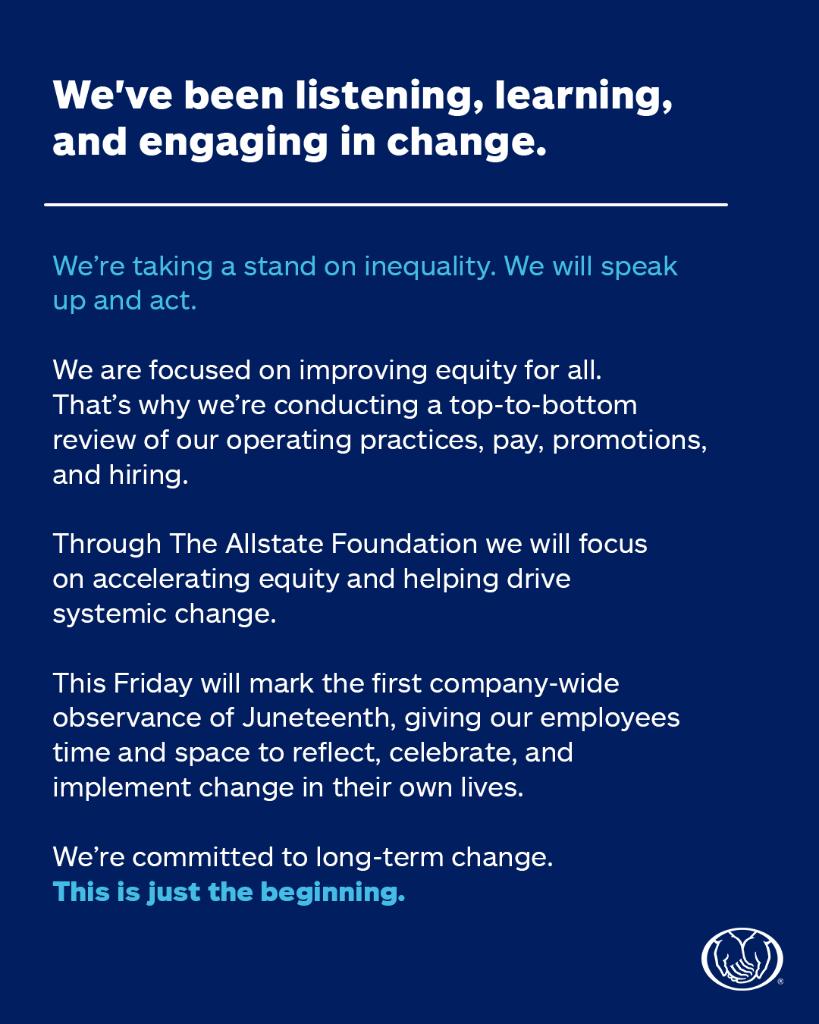 We've been listening, learning,
and engaging in change.
We’re taking a stand on inequality. We will speak
up and act.
We are focused on improving equity for all.
That’s why we’re conducting a top-to-bottom
review of our operating practices, pay, promotions,
and hiring.
Through The Allstate Foundation we will focus
on accelerating equity and helping drive
systemic change.
This Friday will mark the first company-wide
observance of Juneteenth, giving our employees
time and space to reflect, celebrate, and
implement change in their own lives.
We’re committed to long-term change.
This is just the beginning.
®